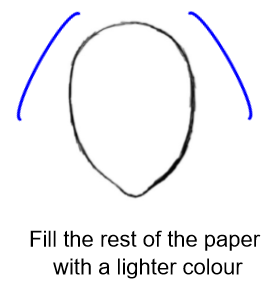 Fill the rest of the paper
with a lighter colour